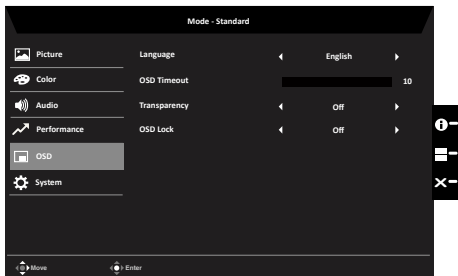 Mode - Standard
Picture
Language
English
Color
OSD Timeout
10
Audio
Transparency
Off
Performance
OSD Lock
Off
OSD
System
Move
Enter